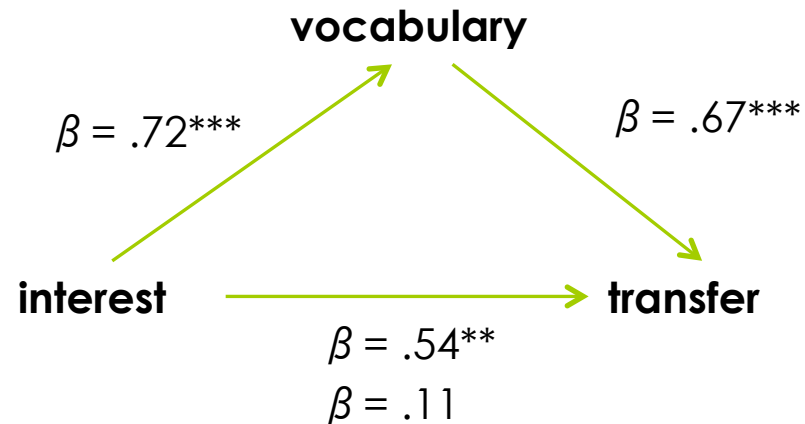 vocabulary
β = .72***
β = .67***
interest
transfer
β = .54**
β = .11